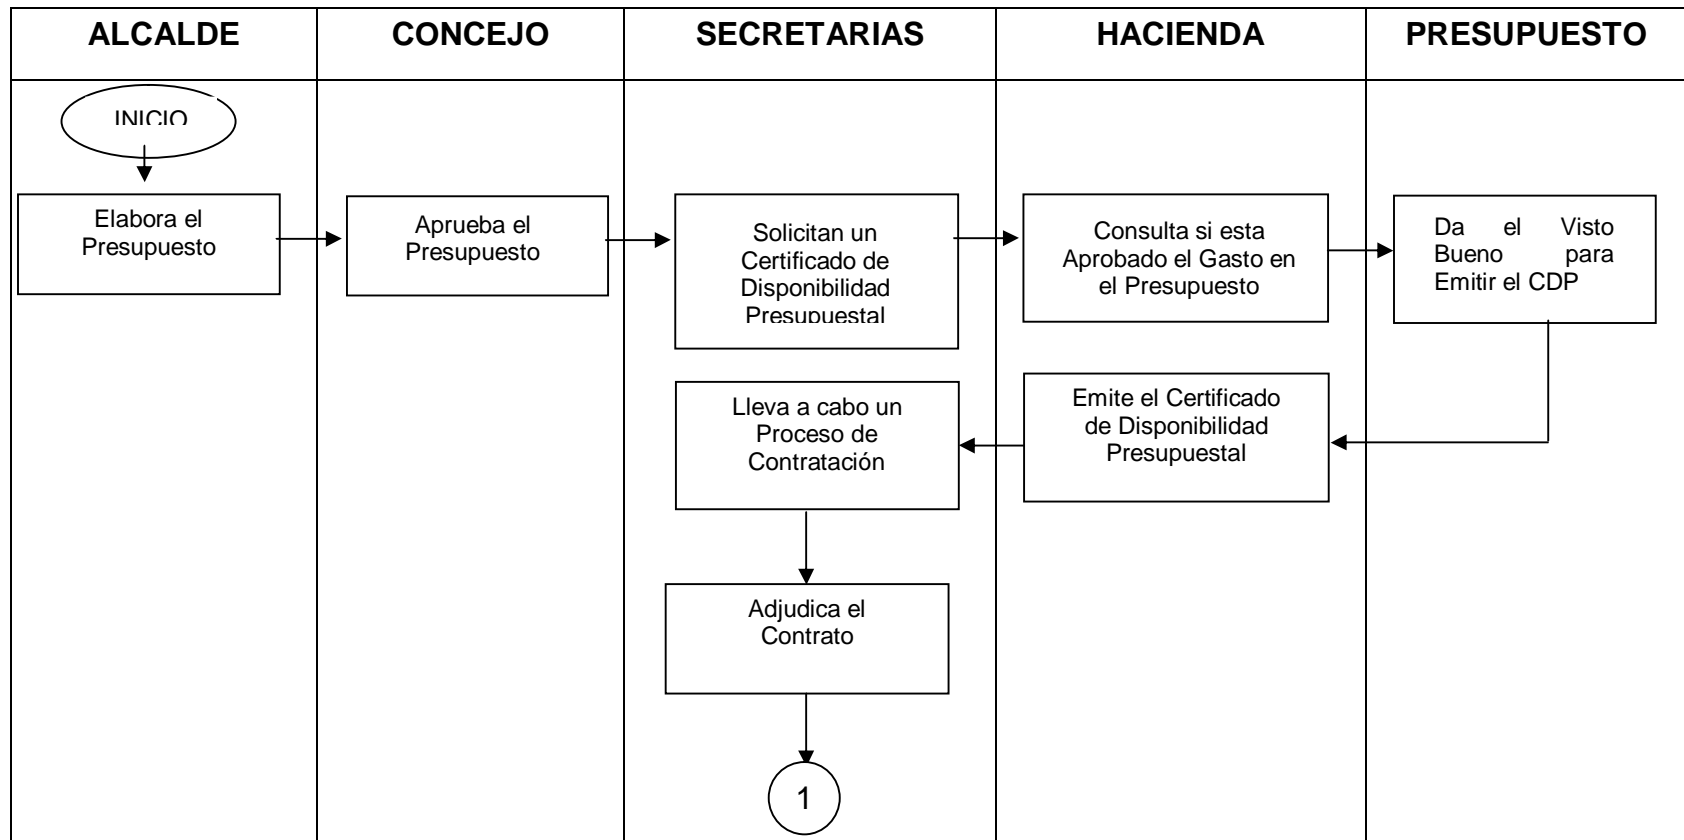 ALCALDE
CONCEJO
SECRETARIAS
HACIENDA
PRESUPUESTO
INICIO
Elabora el
Presupuesto
Aprueba el
Presupuesto
Solicitan un
Certificado de
Disponibilidad
Presupuestal
Consulta si esta
Aprobado el Gasto en
el Presupuesto
Da el Visto
Bueno para
Emitir el CDP
Emite el Certificado
de Disponibilidad
Presupuestal
Lleva a cabo un
Proceso de
Contratación
Adjudica el
Contrato
1